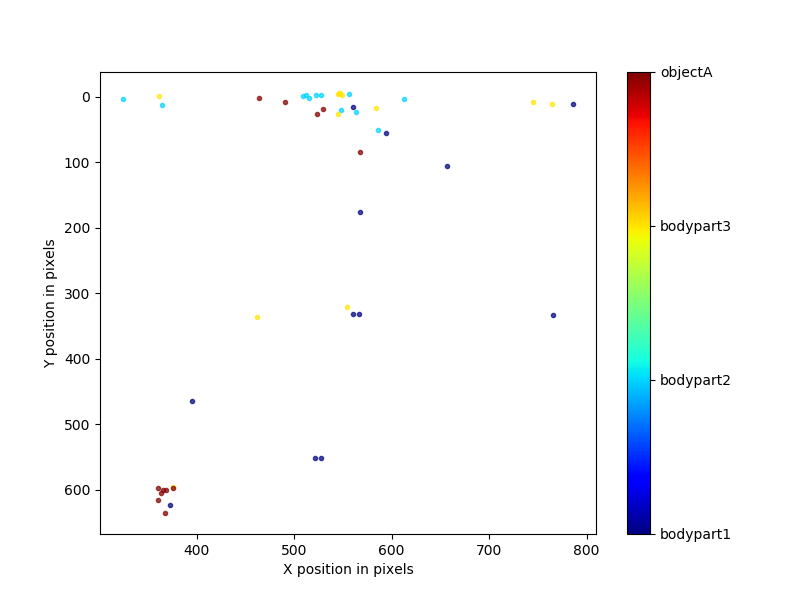 0
100
200
300
400
500
600
400
500
600
700
800
X position in pixels
Y position in pixels
objectA
bodypart3
bodypart2
bodypart1